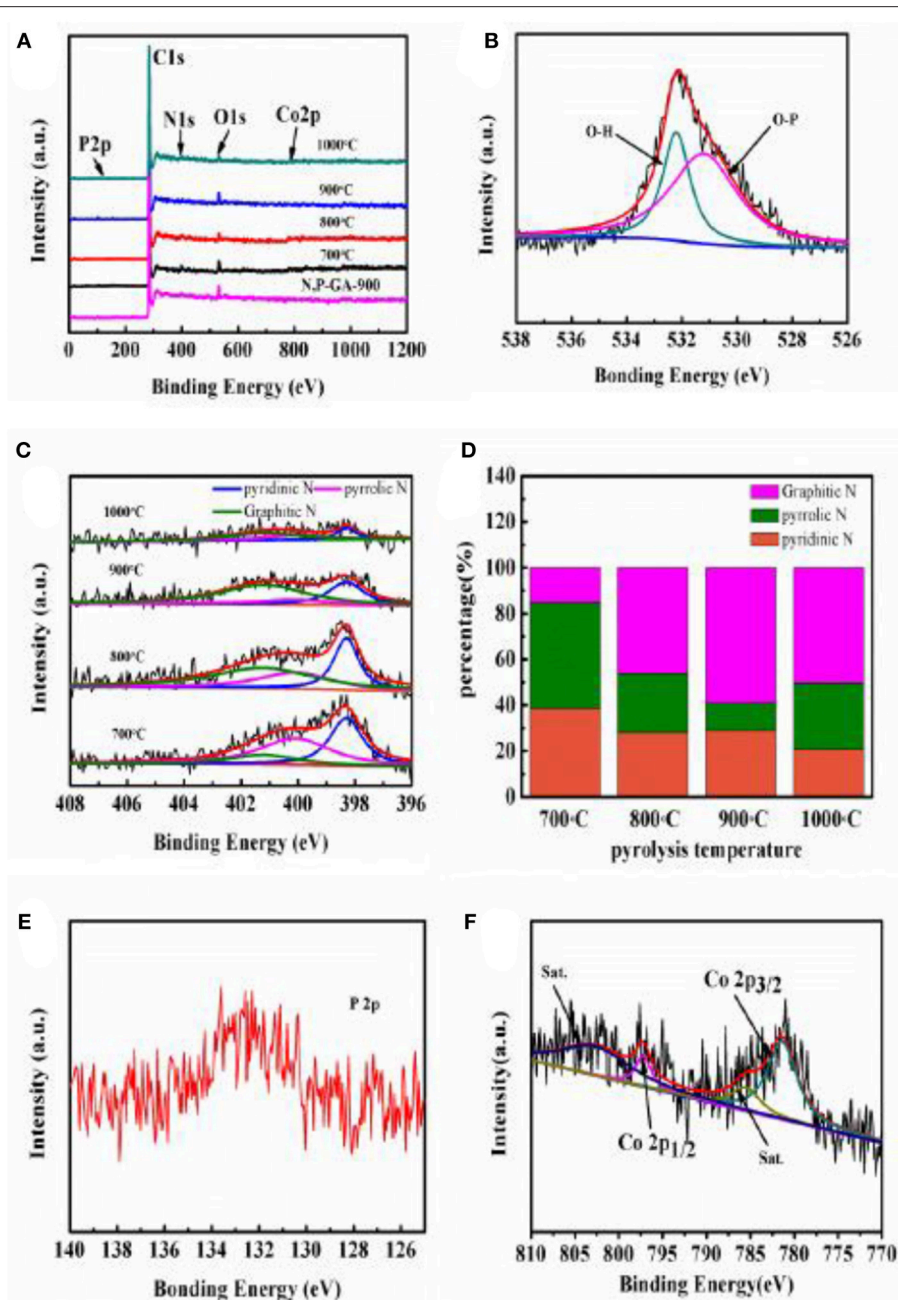 A
C1s
P2p
N1s
O1s
Co2p
1000°C
900°C
800°C
700°C
N,P-GA-900
Intensity (a.u.)
0 200 400 600 800 1000 1200
Binding Energy (eV)
B
O-H
O-P
Intensity (a.u.)
538 536 534 532 530 528 526
Bonding Energy (eV)
C
pyridinic N pyrrolic N
Graphitic N
1000°C
900°C
800°C
700°C
Intensity (a.u.)
408 406 404 402 400 398 396
Binding Energy (eV)
D
140
120
100
80
60
40
20
0
percentage(%)
Graphitic N
pyrrolic N
pyridinic N
700°C 800°C 900°C 1000°C
pyrolysis temperature
E
P 2p
Intensity (a.u.)
140 138 136 134 132 130 128 126
Bonding Energy (eV)
F
Sat.
Co 2p3/2
Co 2p1/2
Sat.
Intensity(a.u.)
810 805 800 795 790 785 780 775 770
Binding Energy(eV)